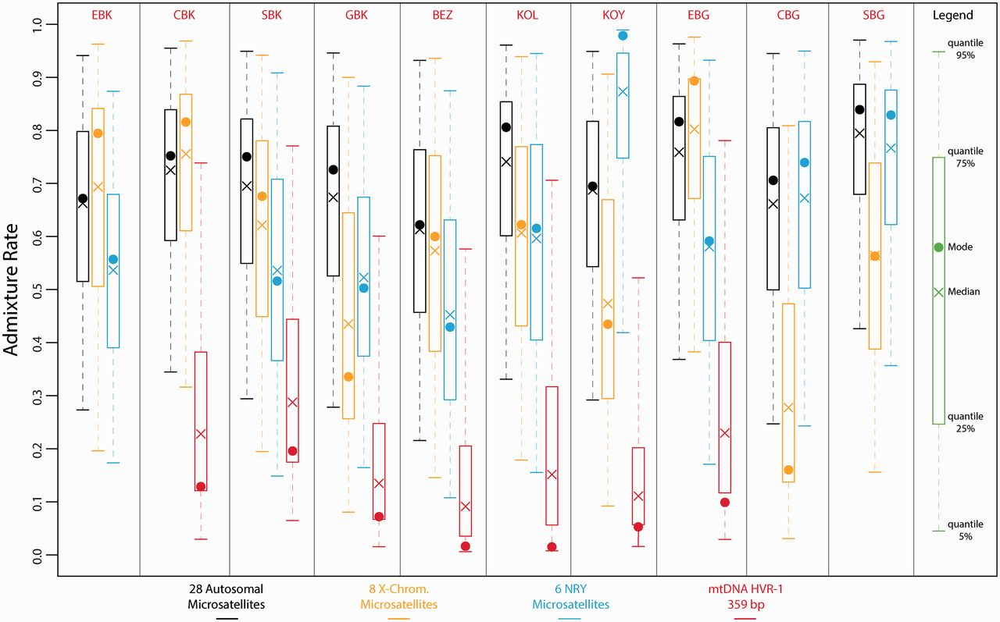 EBK CBK SBK GBK BEZ KOL KOY EBG CBG SBG Legend
Admixture Rate
1.0
0.9
0.8
0.7
0.6
0.5
0.4
0.3
0.2
0.1
0.0
quantile
95%
quantile
75%
Mode
Median
quantile
25%
quantile
5%
28 Autosomal
Microsatellites
8 X-Chrom.
Microsatellites
6 NRY
Microsatellites
mtDNA HVR-1
359 bp